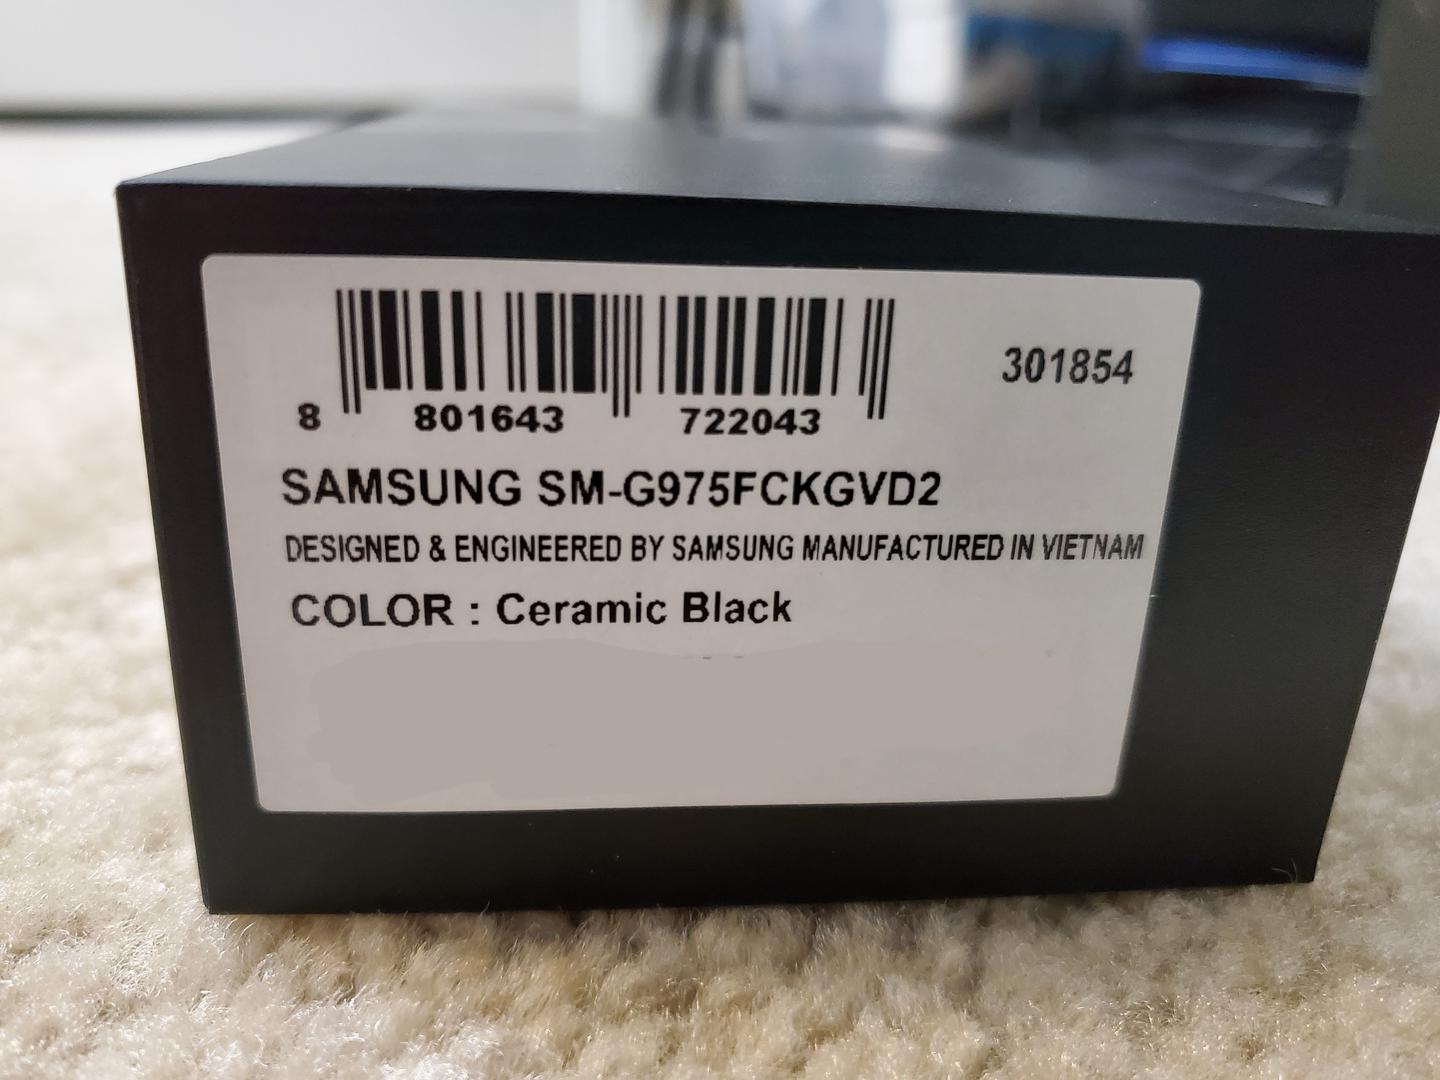 301854
8 801643 722043
SAMSUNG SM-G975FCKGVD2
DESIGNED & ENGINEERED BY SAMSUNG MANUFACTURED IN VIETNAM
COLOR : Ceramic Black